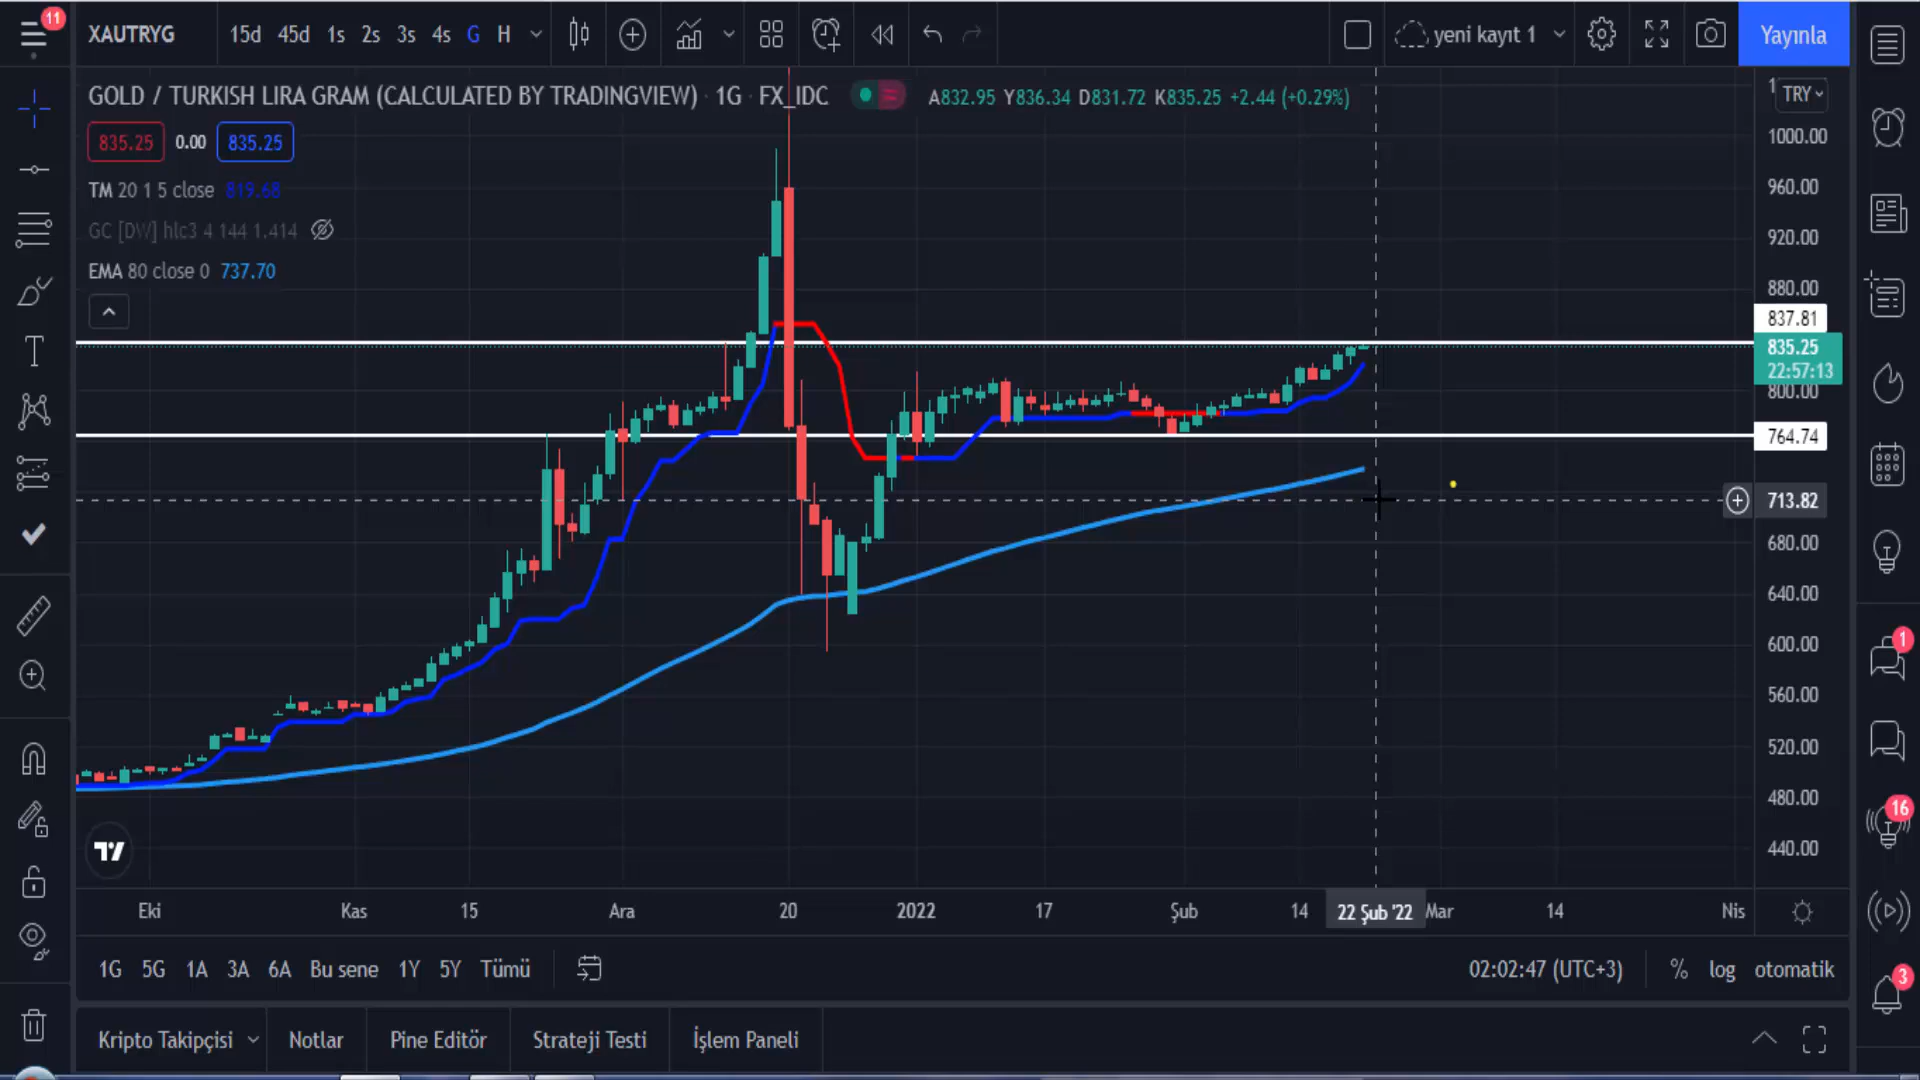 11
XAUTRYG
15d 45d 1s 2s 3s 4s G H
yeni kayıt 1
Yayınla
GOLD / TURKISH LIRA GRAM (CALCULATED BY TRADINGVIEW) · 1G · FX_IDC
A832.95 Y836.34 D831.72 K835.25 +2.44 (+0.29%)
TRY
835.25 0.00 835.25
TM 20 1 5 close 819.68
GC [DW] hlc3 4 144 1.414
EMA 80 close 0 737.70
1000.00
960.00
920.00
880.00
837.81
835.25
22:57:13
800.00
764.74
713.82
680.00
640.00
600.00
560.00
520.00
480.00
440.00
1
16
3
Eki Kas 15 Ara 20 2022 17 Şub 14 22 Şub '22 Mar 14 Nis
1G 5G 1A 3A 6A Bu sene 1Y 5Y Tümü
02:02:47 (UTC+3) % log otomatik
Kripto Takipçisi Notlar Pine Editör Strateji Testi İşlem Paneli